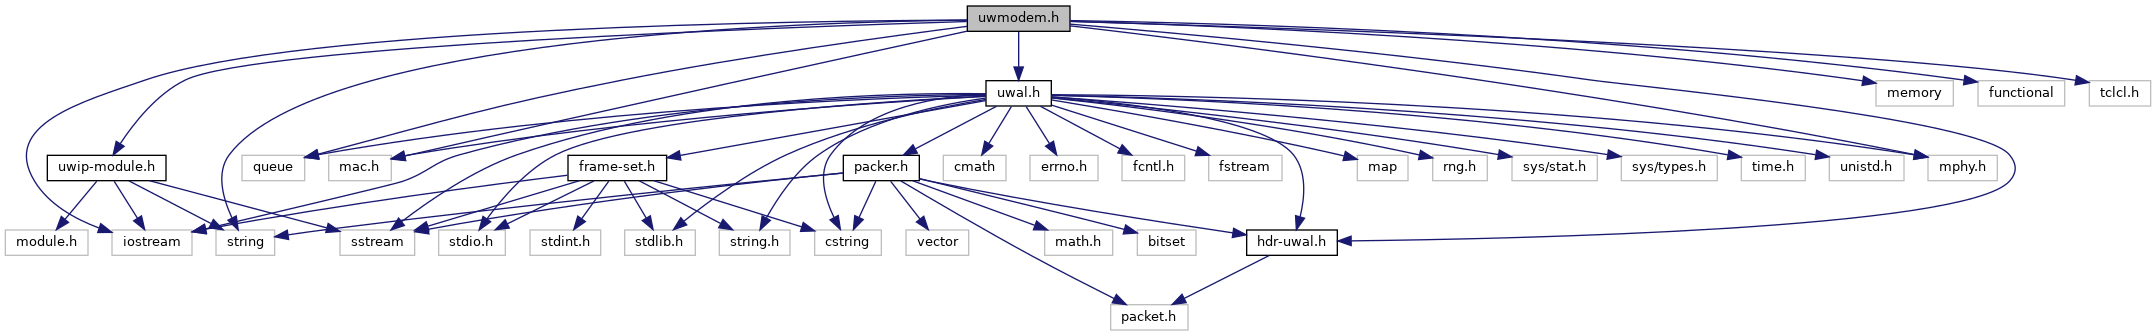 uwmodem.h
uwal.h
memory
functional
tclcl.h
uwip-module.h
queue
mac.h
frame-set.h
packer.h
cmath
errno.h
fcntl.h
fstream
map
rng.h
sys/stat.h
sys/types.h
time.h
unistd.h
mphy.h
module.h
iostream
string
sstream
stdio.h
stdint.h
stdlib.h
string.h
cstring
vector
math.h
bitset
hdr-uwal.h
packet.h